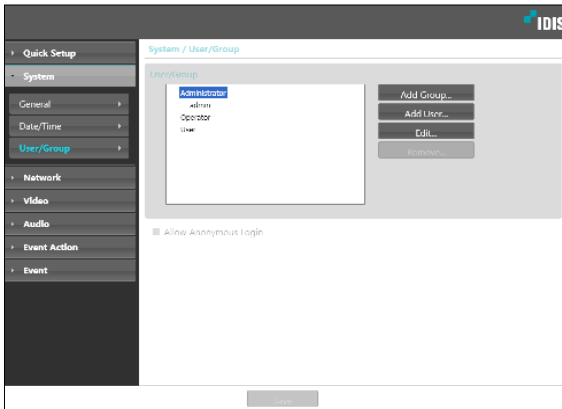 IDIS
Quick Setup
System
General
Date/Time
User/Group
Network
Video
Audio
Event Action
Event
System / User/Group
User/Group
Administrator
admin
Operator
User
Add Group...
Add User...
Edit...
Remove...
Allow Anonymous Login
Save